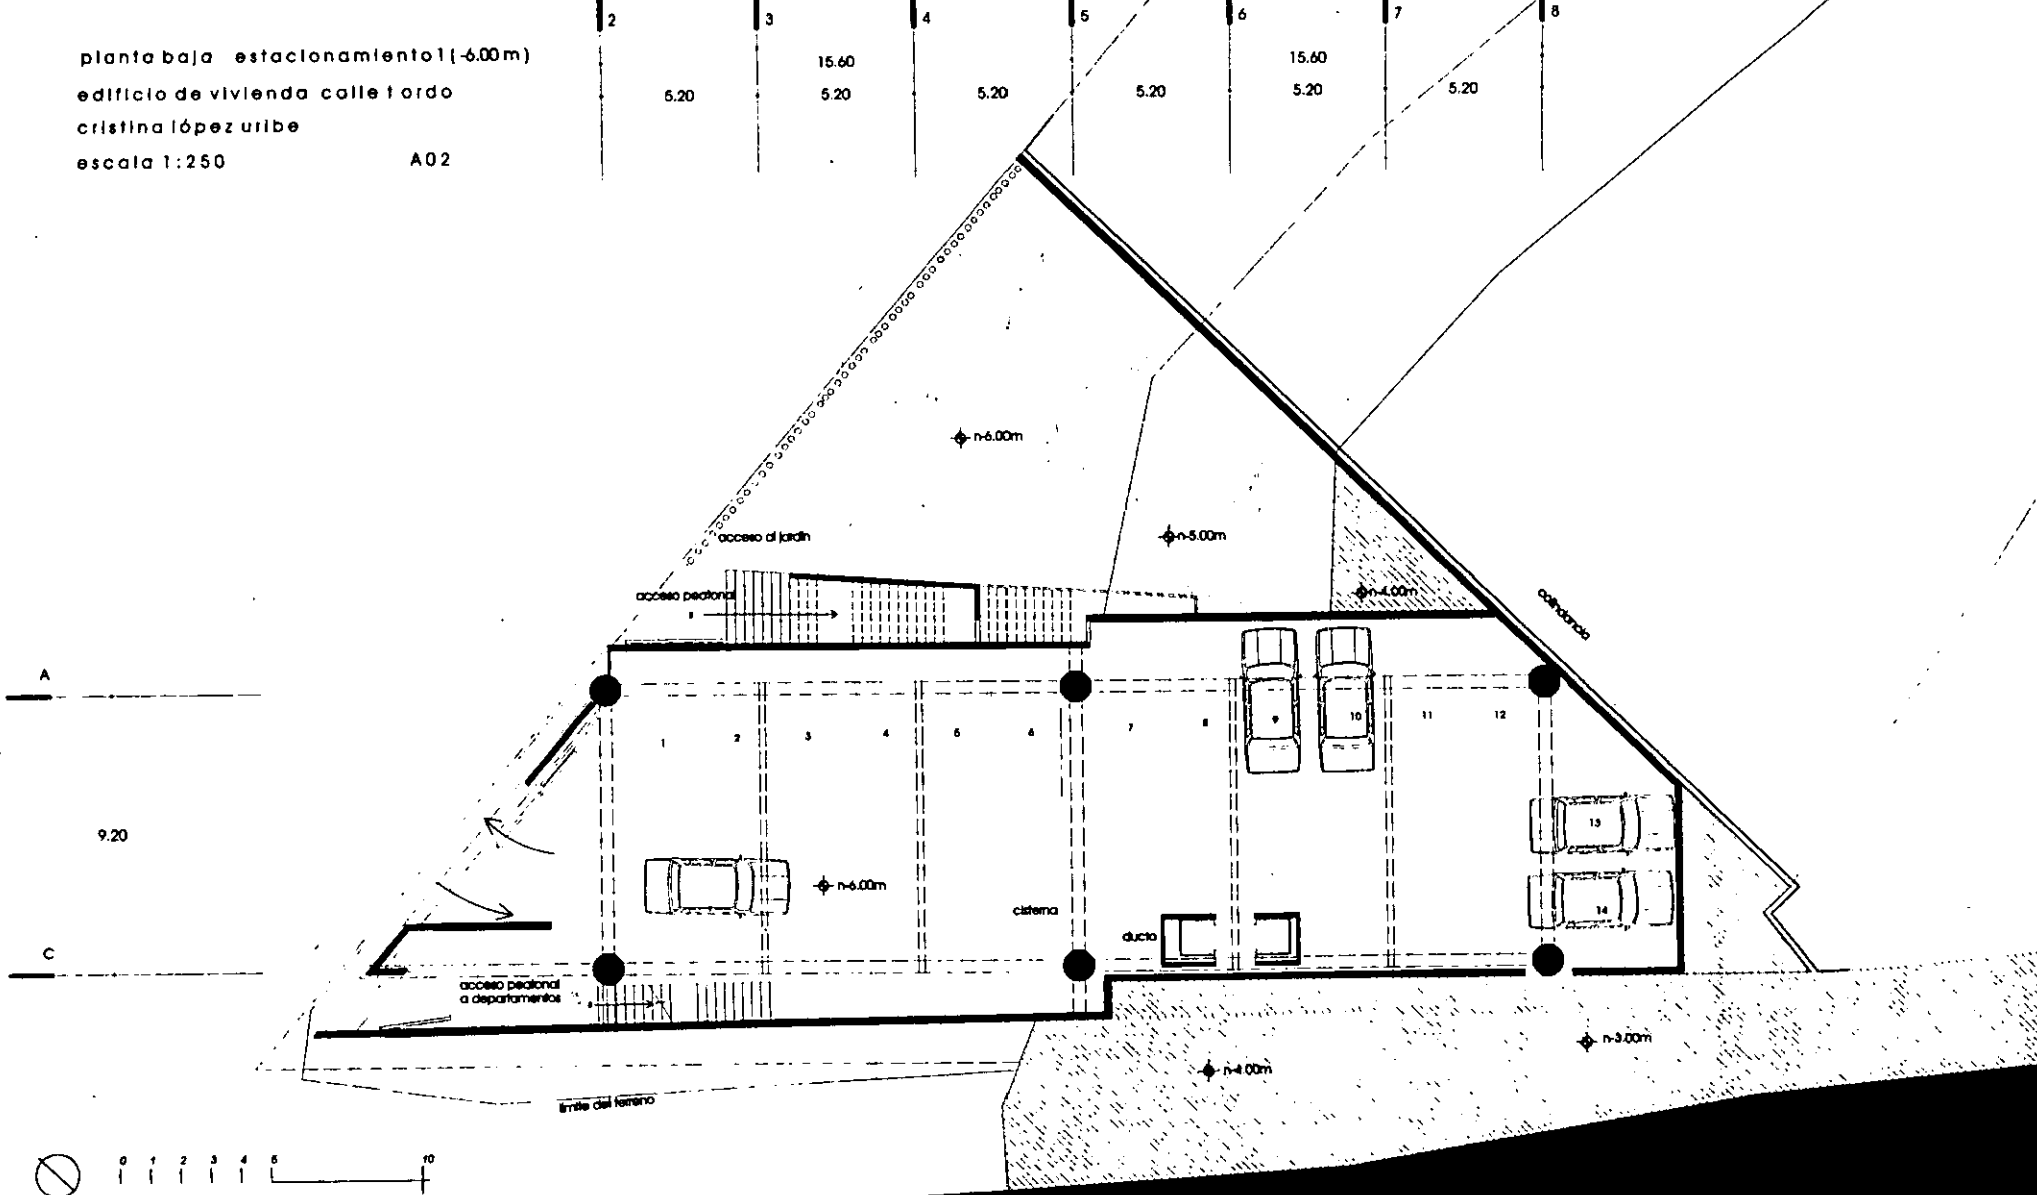 2 3 4 5 6 7 8
planta baja estacionamiento 1 (-6.00 m)
edificio de vivienda calle tordo
cristina lópez uribe
escala 1:250 A02
15.60 15.60
5.20 5.20 5.20 5.20 5.20 5.20
n-6.00m
acceso al jardín
n-5.00m
acceso peatonal
n-4.00m
colindancia
A
1 2 3 4 5 6 7 8 9 10 11 12
13
9.20
n-6.00m
cisterna
14
ducto
C
acceso peatonal
a departamentos
n-3.00m
n-4.00m
límite del terreno
0 1 2 3 4 5 10